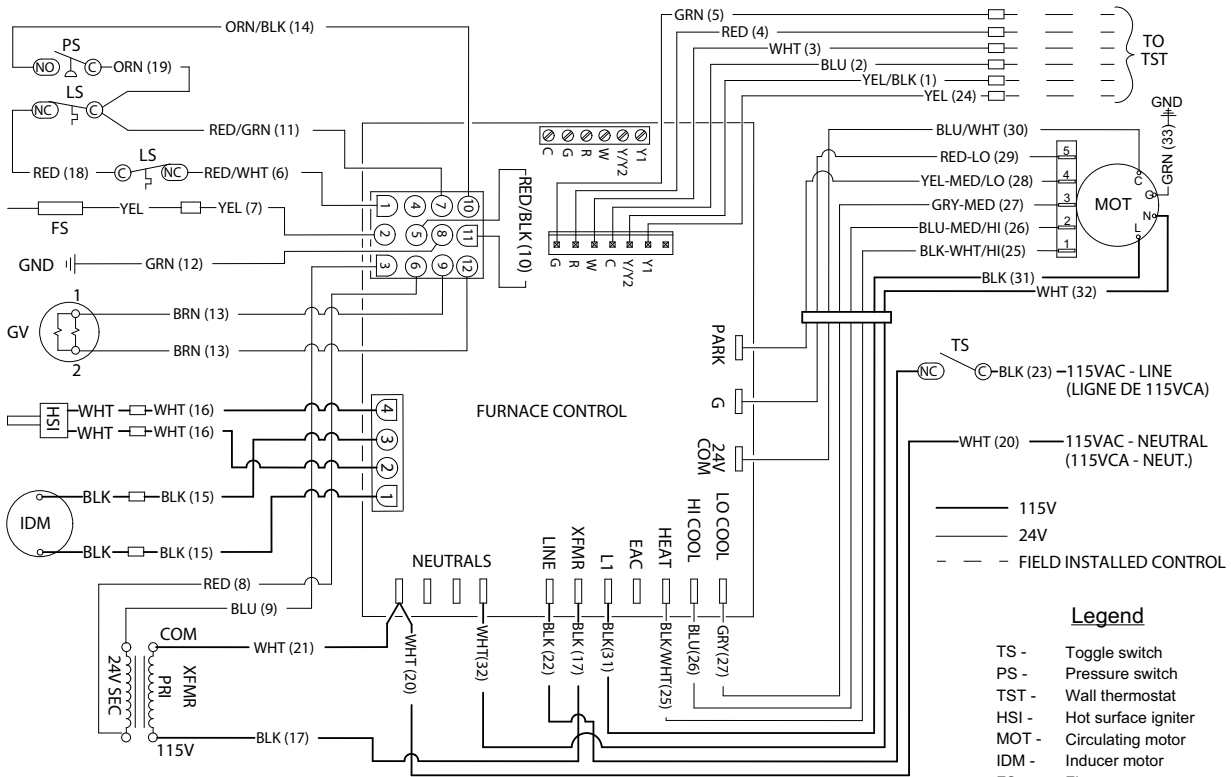 ORN/BLK (14)
PS
NO
C
ORN (19)
LS
NC
C
RED/GRN (11)
LS
RED (18)
C
NC
RED/WHT (6)
YEL
YEL (7)
FS
GND
GRN (12)
1
GV
2
BRN (13)
BRN (13)
1
4
7
10
2
5
8
11
3
6
9
12
RED/BLK (10)
C
G
R
W
Y/Y2
Y1
G
R
W
C
Y/Y2
Y1
GRN (5)
RED (4)
WHT (3)
BLU (2)
YEL/BLK (1)
YEL (24)
TO
TST
GND
GRN (33)
BLU/WHT (30)
RED-LO (29)
YEL-MED/LO (28)
GRY-MED (27)
BLU-MED/HI (26)
BLK-WHT/HI(25)
5
4
3
2
1
MOT
C
G
N
L
BLK (31)
WHT (32)
TS
NC
C
BLK (23)
115VAC - LINE
(LIGNE DE 115VCA)
WHT (20)
115VAC - NEUTRAL
(115VCA - NEUT.)
PARK
G
24V
COM
FURNACE CONTROL
HSI
WHT
WHT (16)
WHT
WHT (16)
4
3
2
1
IDM
BLK
BLK (15)
BLK
BLK (15)
RED (8)
BLU (9)
COM
WHT (21)
24V SEC
PRI
XFMR
115V
BLK (17)
NEUTRALS
LINE
XFMR
L1
EAC
HEAT
HI COOL
LO COOL
WHT (20)
WHT(32)
BLK (22)
BLK (17)
BLK(31)
BLK/WHT(25)
BLU(26)
GRY(27)
115V
24V
FIELD INSTALLED CONTROL
Legend
TS - Toggle switch
PS - Pressure switch
TST - Wall thermostat
HSI - Hot surface igniter
MOT - Circulating motor
IDM - Inducer motor